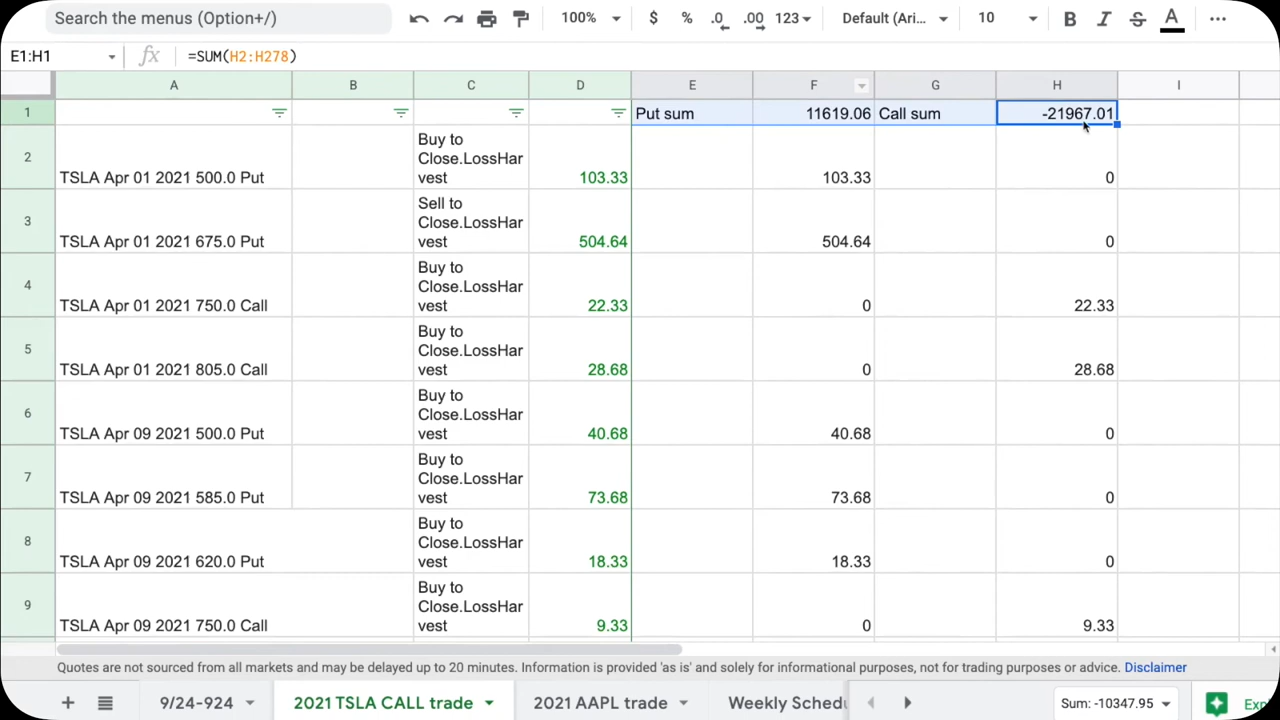 Search the menus (Option+/)
100%
$ % .0 .00 123
Default (Ari...
10
B I S A
E1:H1
fx
=SUM(H2:H278)
A B C D E F G H I
1 Put sum 11619.06 Call sum -21967.01
2 TSLA Apr 01 2021 500.0 Put
Buy to
Close.LossHar
vest
103.33 103.33 0
3 TSLA Apr 01 2021 675.0 Put
Sell to
Close.LossHar
vest
504.64 504.64 0
4 TSLA Apr 01 2021 750.0 Call
Buy to
Close.LossHar
vest
22.33 0 22.33
5 TSLA Apr 01 2021 805.0 Call
Buy to
Close.LossHar
vest
28.68 0 28.68
6 TSLA Apr 09 2021 500.0 Put
Buy to
Close.LossHar
vest
40.68 40.68 0
7 TSLA Apr 09 2021 585.0 Put
Buy to
Close.LossHar
vest
73.68 73.68 0
8 TSLA Apr 09 2021 620.0 Put
Buy to
Close.LossHar
vest
18.33 18.33 0
9 TSLA Apr 09 2021 750.0 Call
Buy to
Close.LossHar
vest
9.33 0 9.33
Quotes are not sourced from all markets and may be delayed up to 20 minutes. Information is provided 'as is' and solely for informational purposes, not for trading purposes or advice. Disclaimer
9/24-924
2021 TSLA CALL trade
2021 AAPL trade
Weekly Schedu
Sum: -10347.95
Exp